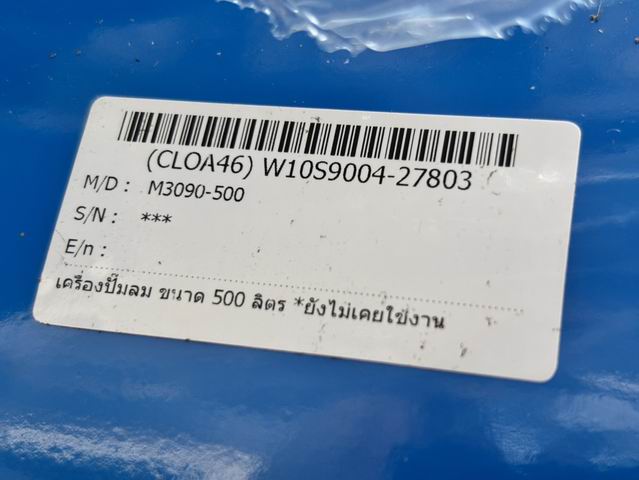 (CLOA46) W10S9004-27803
M/D : M3090-500
S/N : ***
E/n :
เครื่องปั๊มลม ขนาด 500 ลิตร *ยังไม่เคยใช้งาน